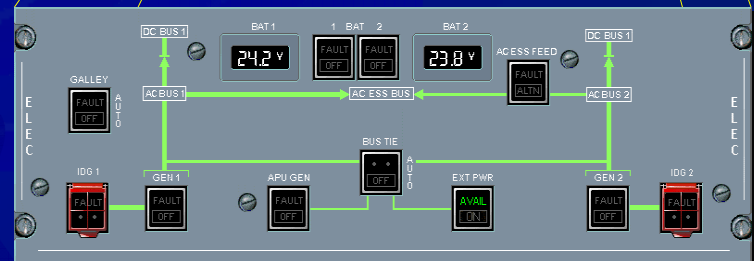 DC BUS 1
BAT 1
24.2 V
1 BAT 2
FAULT
OFF
FAULT
OFF
BAT 2
23.8 V
AC ESS FEED
FAULT
ALTN
DC BUS 1
GALLEY
FAULT
OFF
AUTO
AC BUS 1
AC ESS BUS
AC BUS 2
ELEC
ELEC
BUS TIE
OFF
AUTO
IDG 1
FAULT
GEN 1
FAULT
OFF
APU GEN
FAULT
OFF
EXT PWR
AVAIL
ON
GEN 2
FAULT
OFF
IDG 2
FAULT